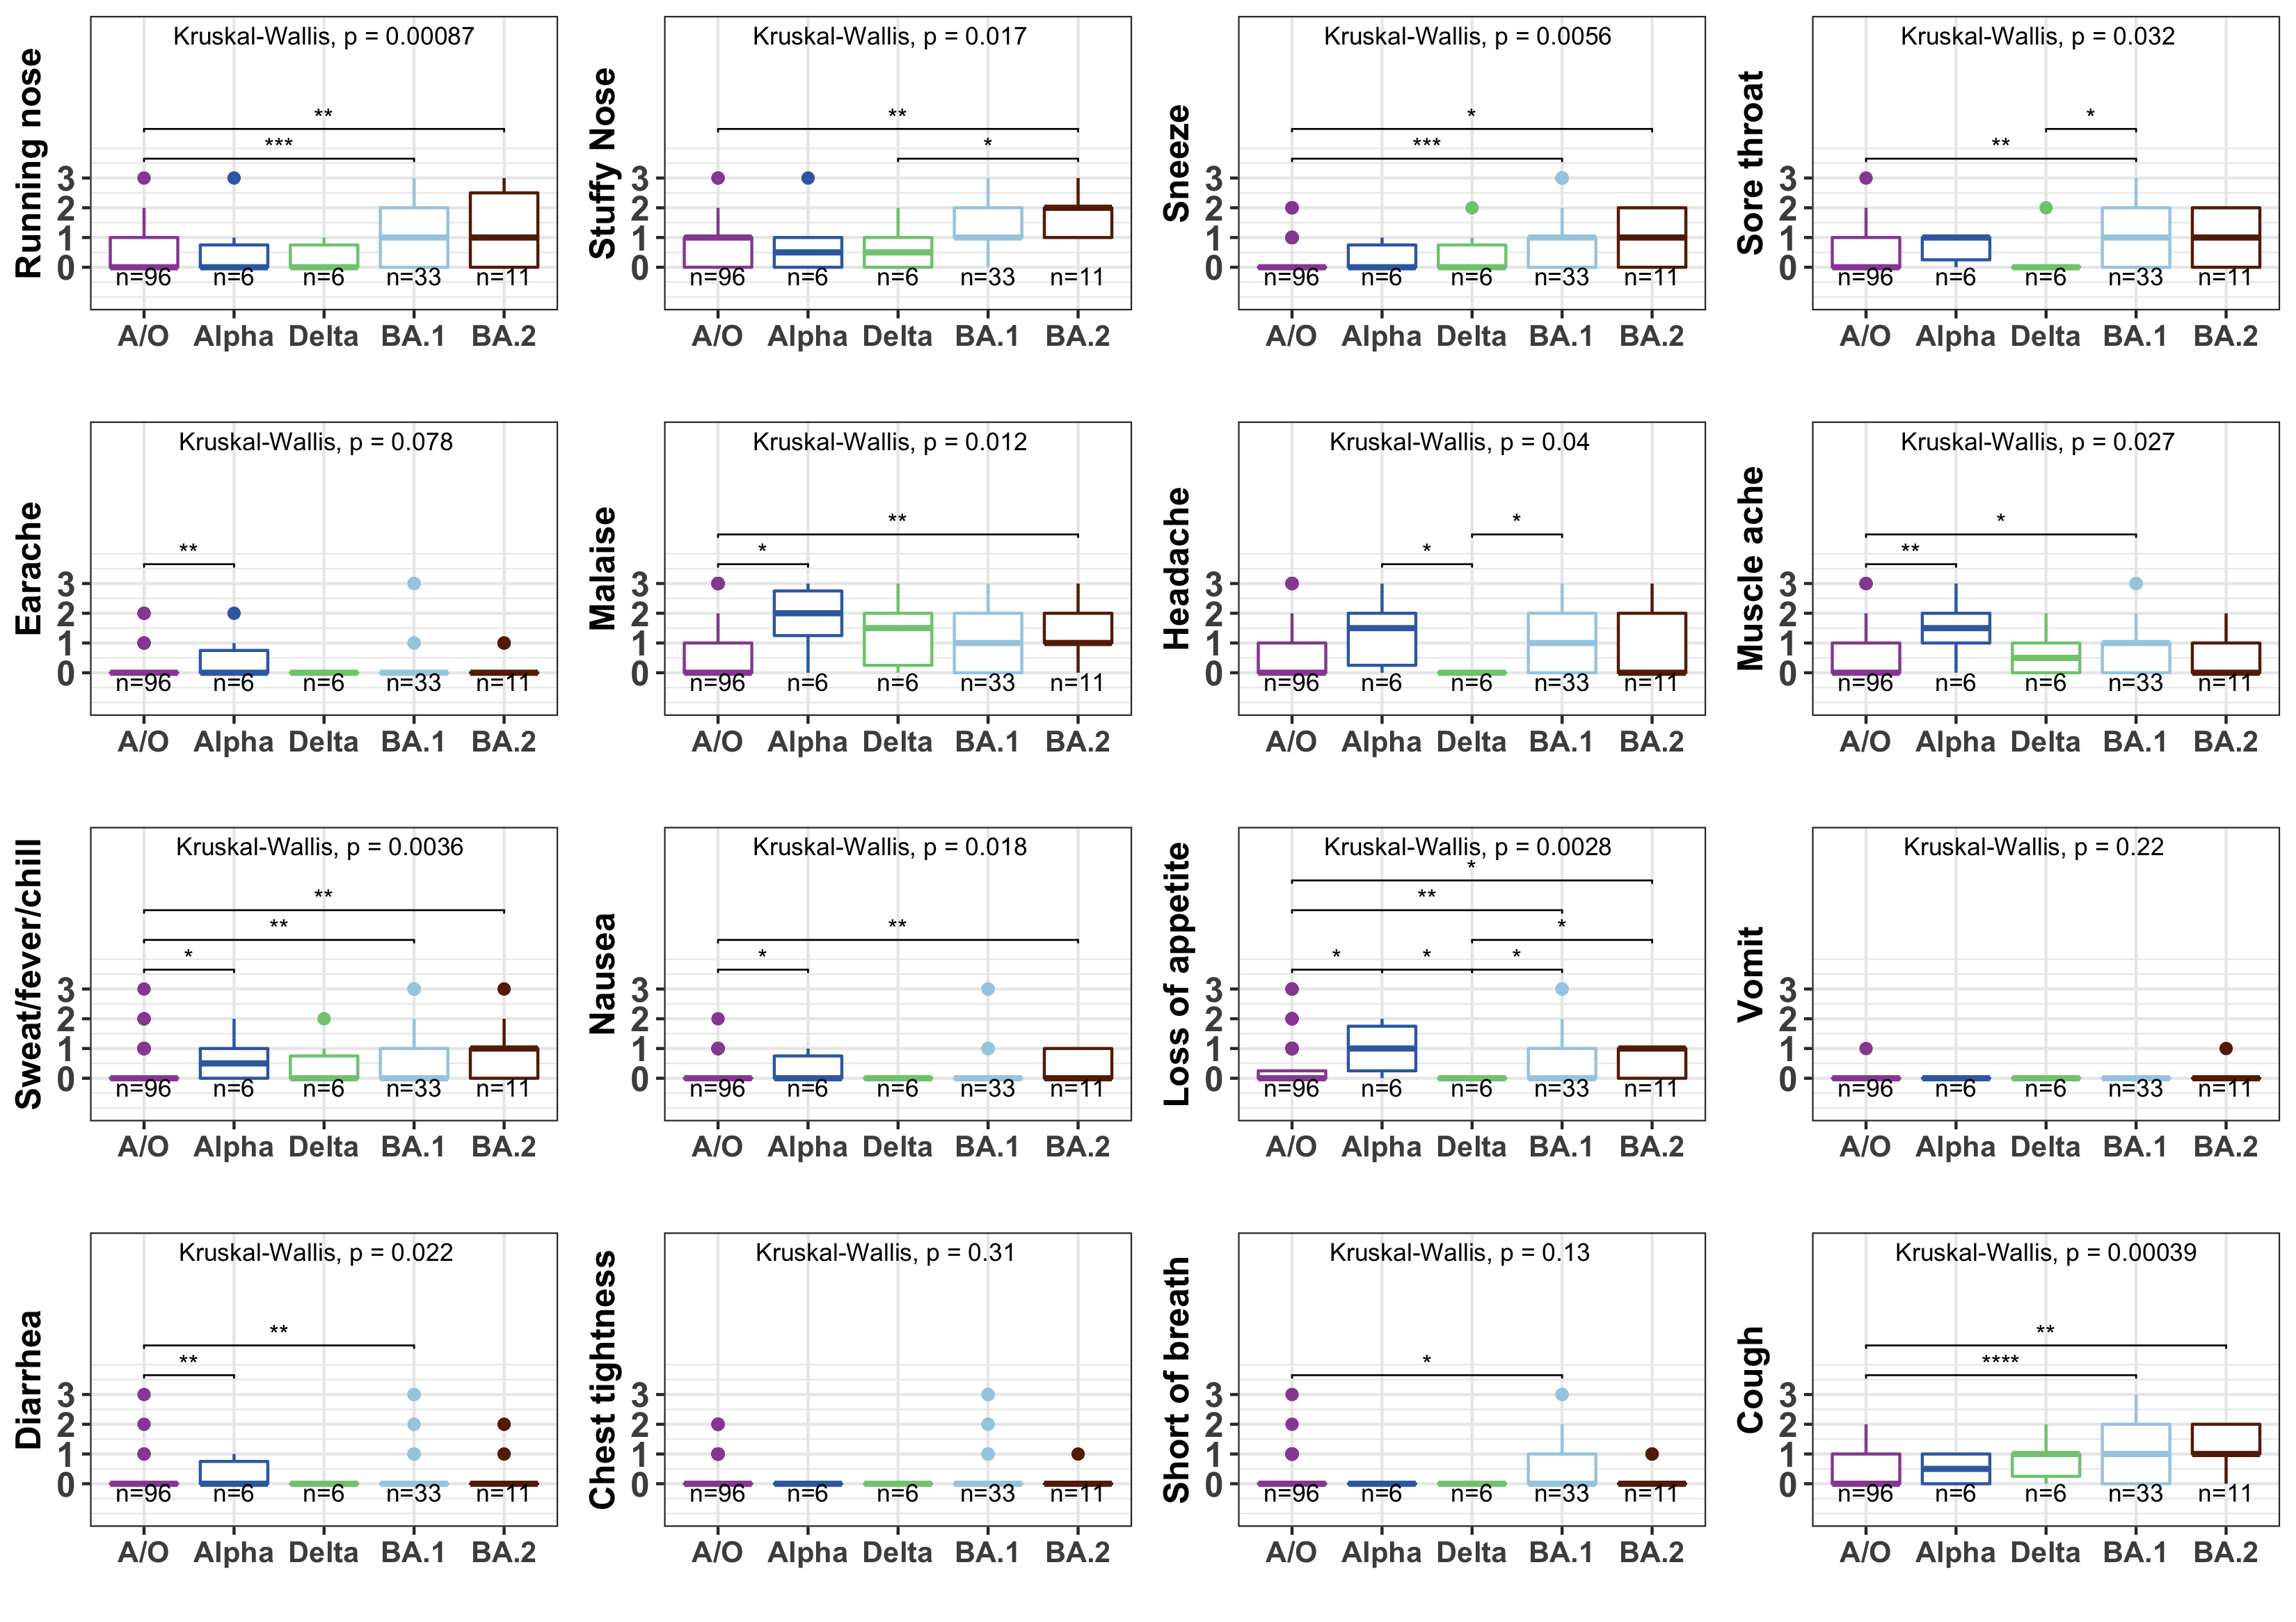 Running nose
Kruskal-Wallis, p = 0.00087
**
***
3
2
1
0
n=96 n=6 n=6 n=33 n=11
A/O Alpha Delta BA.1 BA.2
Stuffy Nose
Kruskal-Wallis, p = 0.017
**
*
3
2
1
0
n=96 n=6 n=6 n=33 n=11
A/O Alpha Delta BA.1 BA.2
Sneeze
Kruskal-Wallis, p = 0.0056
*
***
3
2
1
0
n=96 n=6 n=6 n=33 n=11
A/O Alpha Delta BA.1 BA.2
Sore throat
Kruskal-Wallis, p = 0.032
*
**
3
2
1
0
n=96 n=6 n=6 n=33 n=11
A/O Alpha Delta BA.1 BA.2
Earache
Kruskal-Wallis, p = 0.078
**
3
2
1
0
n=96 n=6 n=6 n=33 n=11
A/O Alpha Delta BA.1 BA.2
Malaise
Kruskal-Wallis, p = 0.012
**
*
3
2
1
0
n=96 n=6 n=6 n=33 n=11
A/O Alpha Delta BA.1 BA.2
Headache
Kruskal-Wallis, p = 0.04
*
*
3
2
1
0
n=96 n=6 n=6 n=33 n=11
A/O Alpha Delta BA.1 BA.2
Muscle ache
Kruskal-Wallis, p = 0.027
*
**
3
2
1
0
n=96 n=6 n=6 n=33 n=11
A/O Alpha Delta BA.1 BA.2
Sweat/fever/chill
Kruskal-Wallis, p = 0.0036
**
**
*
3
2
1
0
n=96 n=6 n=6 n=33 n=11
A/O Alpha Delta BA.1 BA.2
Nausea
Kruskal-Wallis, p = 0.018
**
*
3
2
1
0
n=96 n=6 n=6 n=33 n=11
A/O Alpha Delta BA.1 BA.2
Loss of appetite
Kruskal-Wallis, p = 0.0028
*
**
*
* * *
3
2
1
0
n=96 n=6 n=6 n=33 n=11
A/O Alpha Delta BA.1 BA.2
Vomit
Kruskal-Wallis, p = 0.22
3
2
1
0
n=96 n=6 n=6 n=33 n=11
A/O Alpha Delta BA.1 BA.2
Diarrhea
Kruskal-Wallis, p = 0.022
**
**
3
2
1
0
n=96 n=6 n=6 n=33 n=11
A/O Alpha Delta BA.1 BA.2
Chest tightness
Kruskal-Wallis, p = 0.31
3
2
1
0
n=96 n=6 n=6 n=33 n=11
A/O Alpha Delta BA.1 BA.2
Short of breath
Kruskal-Wallis, p = 0.13
*
3
2
1
0
n=96 n=6 n=6 n=33 n=11
A/O Alpha Delta BA.1 BA.2
Cough
Kruskal-Wallis, p = 0.00039
**
****
3
2
1
0
n=96 n=6 n=6 n=33 n=11
A/O Alpha Delta BA.1 BA.2